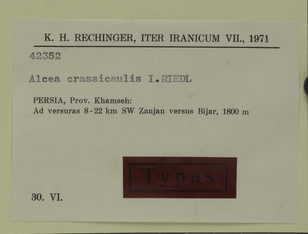 K. H. RECHINGER, ITER IRANICUM VII., 1971
42352
Alcea crassicaulis I.RIEDL
PERSIA, Prov. Khamseh:
Ad versuras 8-22 km SW Zanjan versus Bijar, 1800 m
Typus
30. VI.